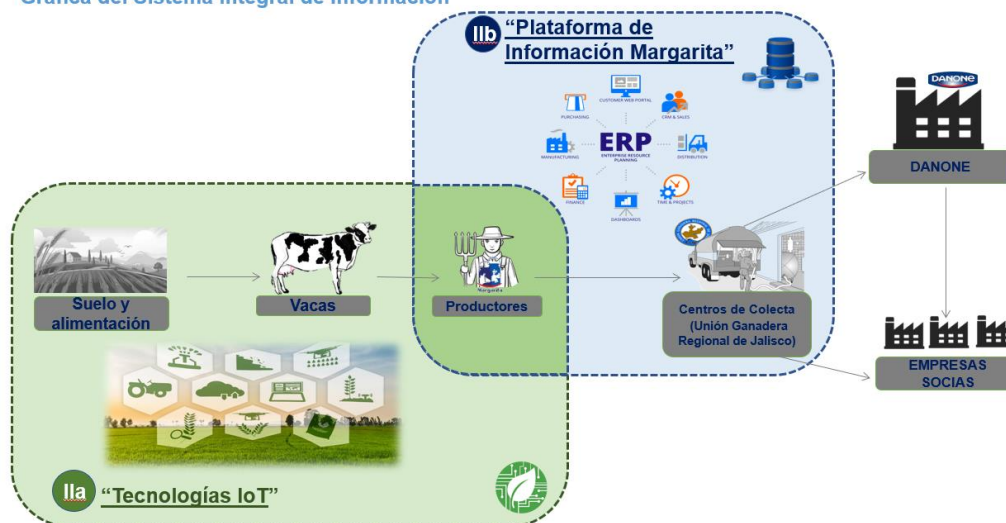 Gráfica del Sistema Integral de Información
IIb
“Plataforma de
Información Margarita”
CUSTOMER WEB PORTAL
PURCHASING
CRM & SALES
MANUFACTURING
ERP
ENTERPRISE RESOURCE
PLANNING
DISTRIBUTION
FINANCE
TIME & PROJECTS
DASHBOARDS
DANONE
DANONE
Suelo y
alimentación
Vacas
Margarita
Productores
Centros de Colecta
(Unión Ganadera
Regional de Jalisco)
EMPRESAS
SOCIAS
IIa
“Tecnologías IoT”